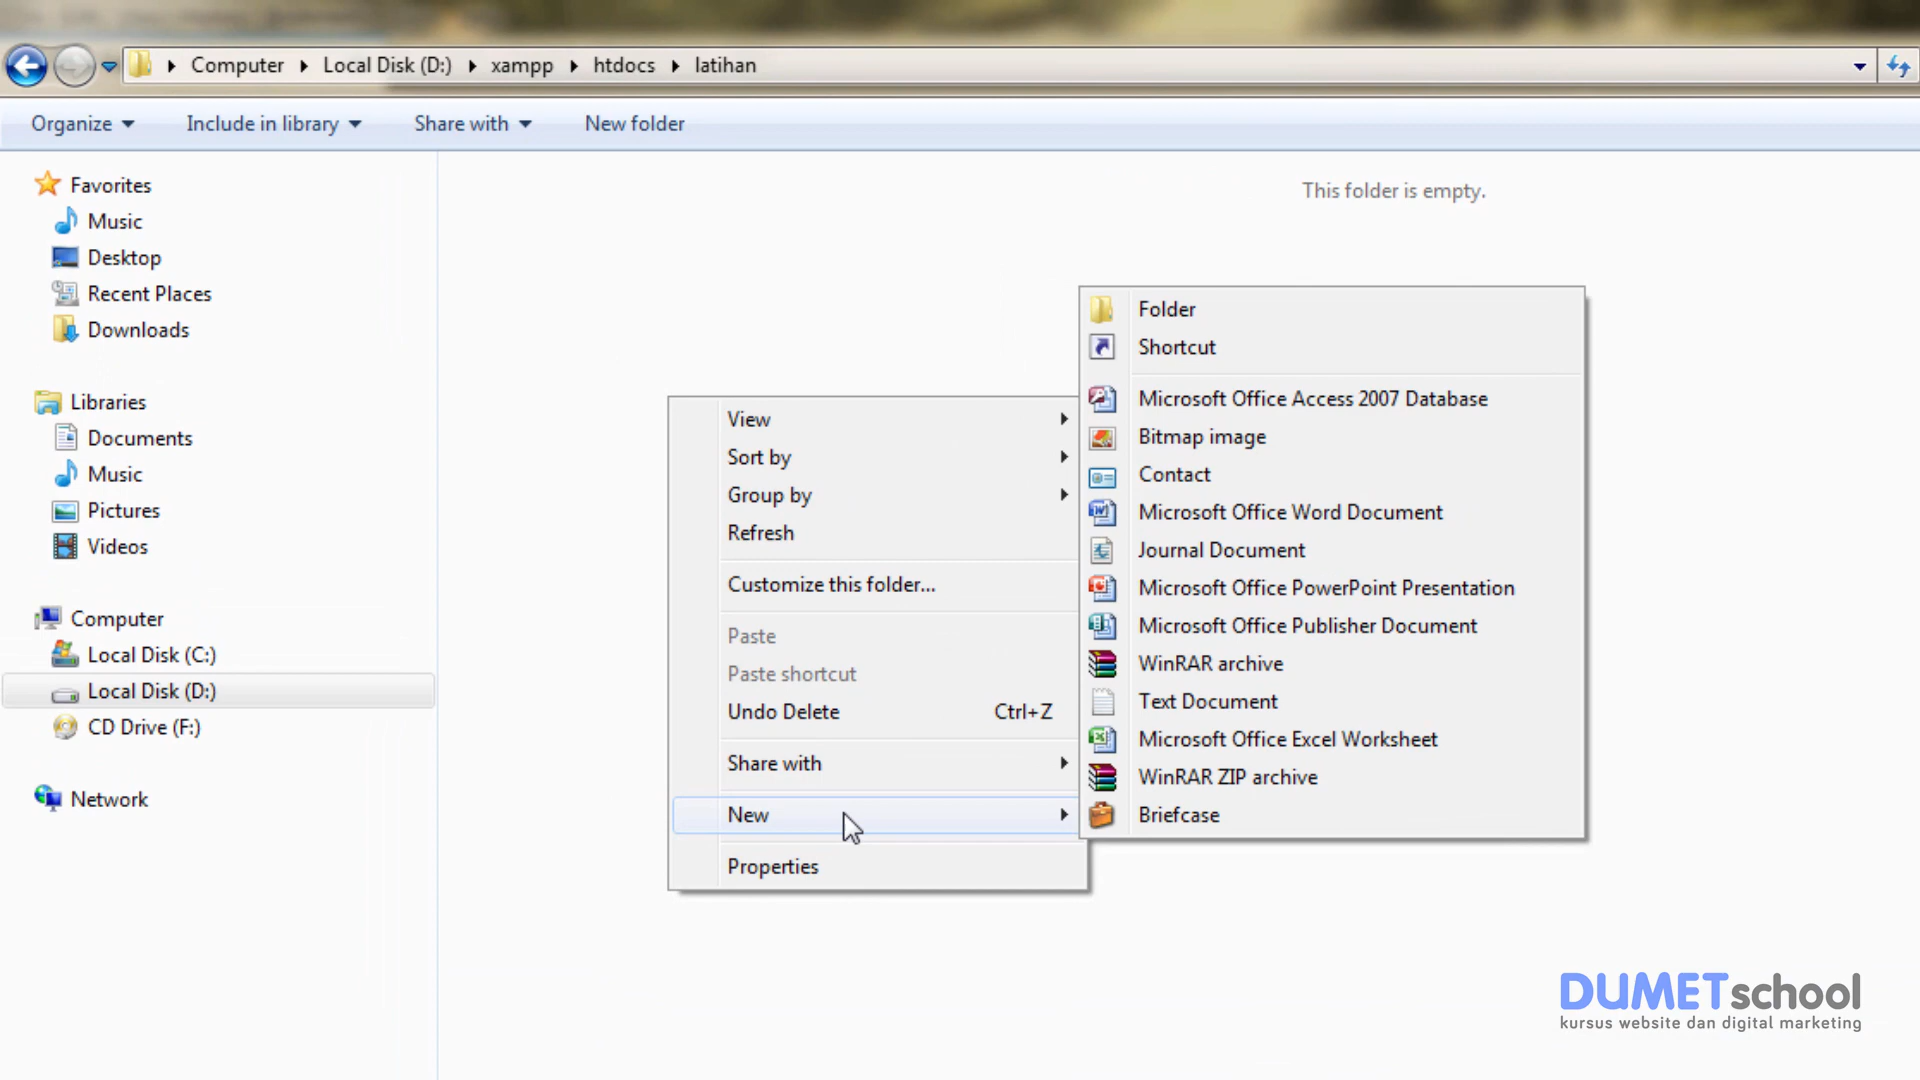 Computer ▸ Local Disk (D:) ▸ xampp ▸ htdocs ▸ latihan
Organize Include in library Share with New folder
Favorites
Music
Desktop
Recent Places
Downloads
Libraries
Documents
Music
Pictures
Videos
Computer
Local Disk (C:)
Local Disk (D:)
CD Drive (F:)
Network
This folder is empty.
View
Sort by
Group by
Refresh
Customize this folder...
Paste
Paste shortcut
Undo Delete Ctrl+Z
Share with
New
Properties
Folder
Shortcut
Microsoft Office Access 2007 Database
Bitmap image
Contact
Microsoft Office Word Document
Journal Document
Microsoft Office PowerPoint Presentation
Microsoft Office Publisher Document
WinRAR archive
Text Document
Microsoft Office Excel Worksheet
WinRAR ZIP archive
Briefcase
DUMETschool
kursus website dan digital marketing